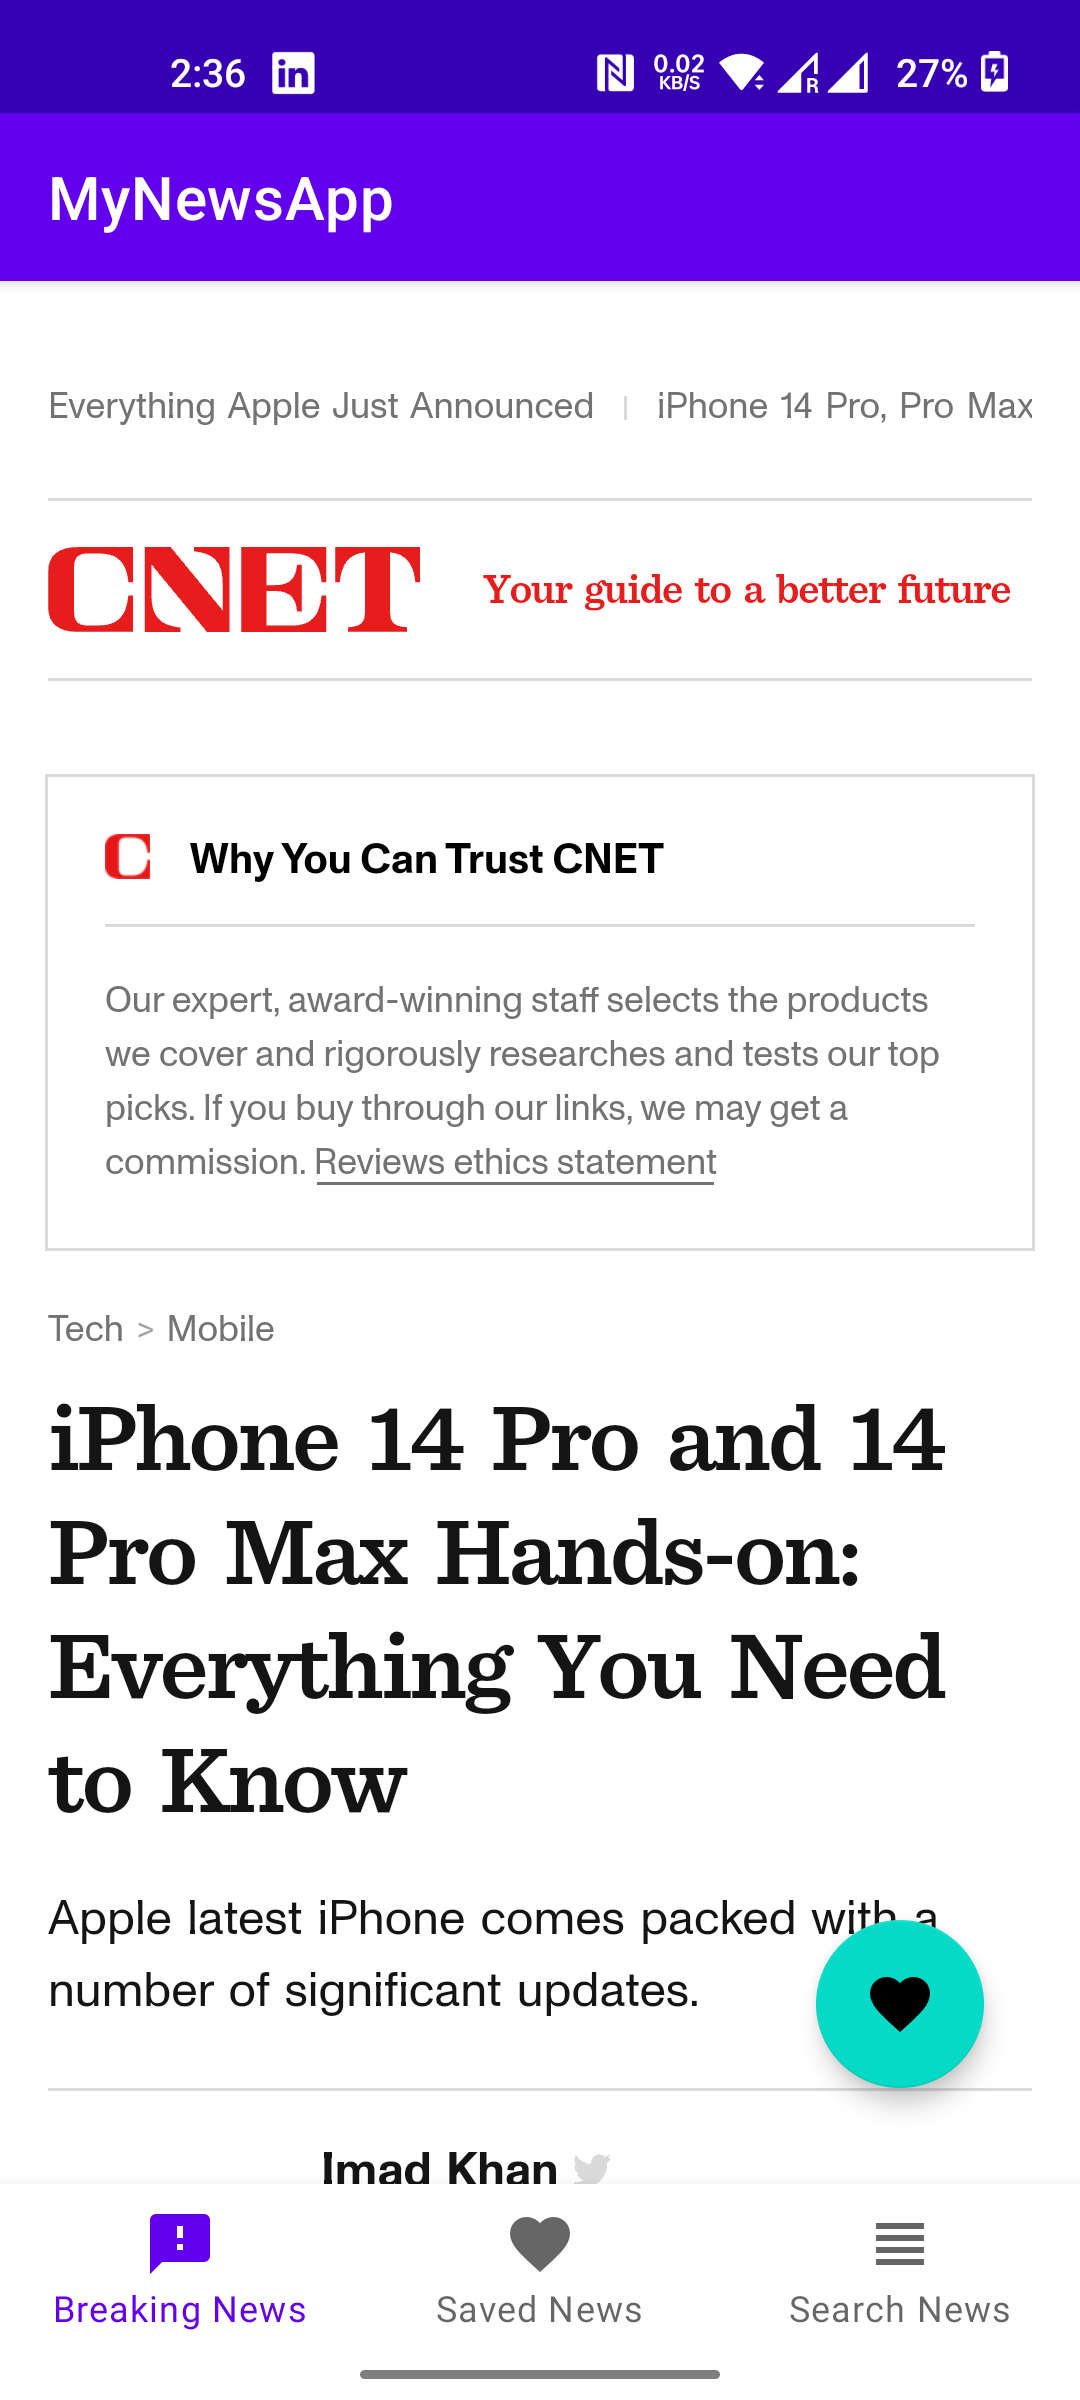 2:36 in N 0.02 KB/S R 27%
MyNewsApp
Everything Apple Just Announced | iPhone 14 Pro, Pro Max
CNET Your guide to a better future
C Why You Can Trust CNET
Our expert, award-winning staff selects the products
we cover and rigorously researches and tests our top
picks. If you buy through our links, we may get a
commission. Reviews ethics statement
Tech > Mobile
iPhone 14 Pro and 14
Pro Max Hands-on:
Everything You Need
to Know
Apple latest iPhone comes packed with a
number of significant updates.
Imad Khan
Breaking News Saved News Search News